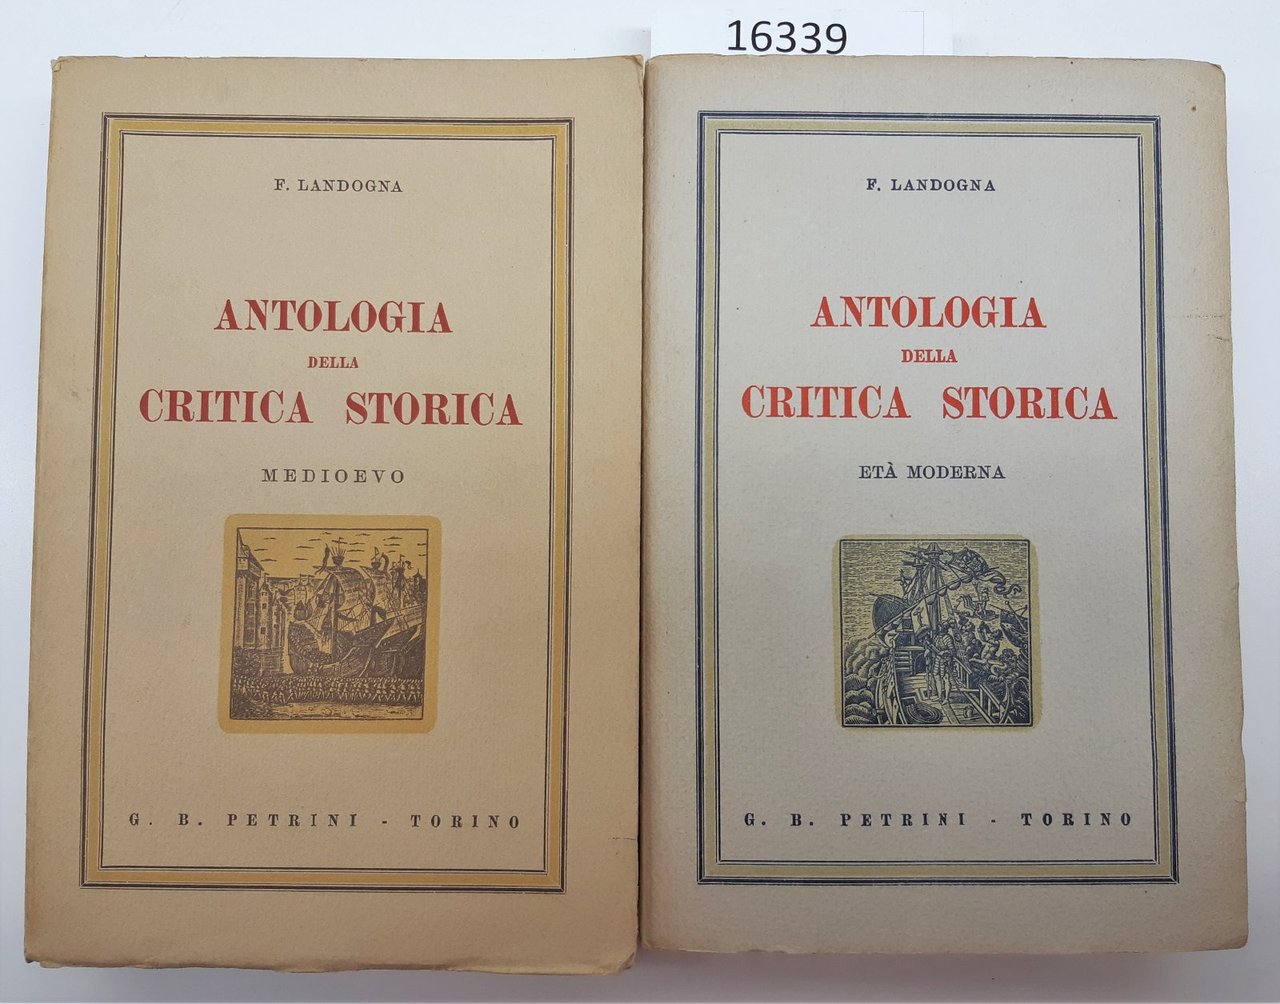 16339
F. LANDOGNA
ANTOLOGIA
DELLA
CRITICA STORICA
MEDIOEVO
G. B. PETRINI - TORINO
F. LANDOGNA
ANTOLOGIA
DELLA
CRITICA STORICA
ETÀ MODERNA
G. B. PETRINI - TORINO